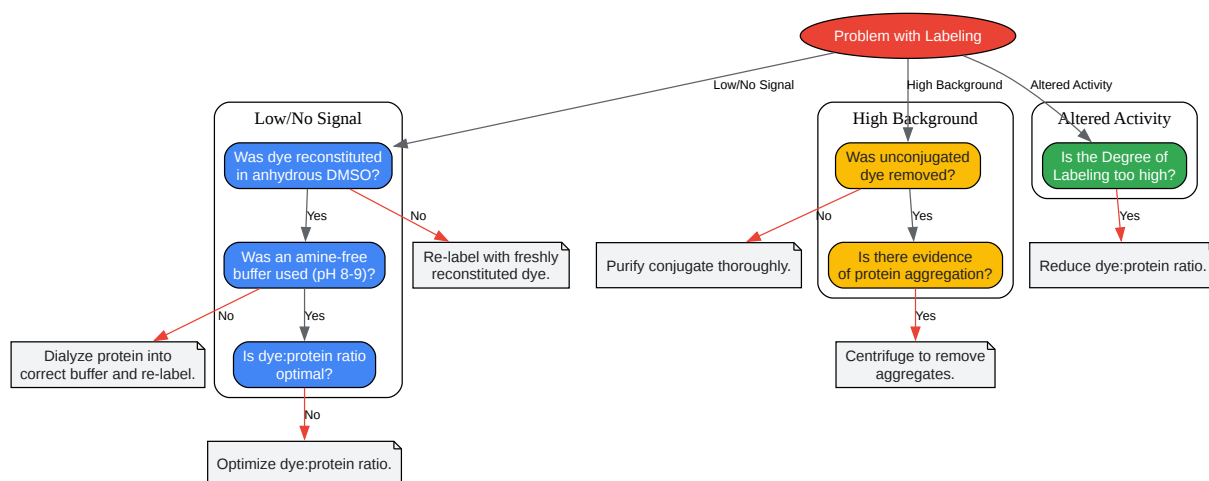 Problem with Labeling
Low/No Signal
High Background
Altered Activity
Low/No Signal
High Background
Altered Activity
Was dye reconstituted
in anhydrous DMSO?
Was unconjugated
dye removed?
Is the Degree of
Labeling too high?
Yes
No
No
Yes
Yes
Was an amine-free
buffer used (pH 8-9)?
Re-label with freshly
reconstituted dye.
Purify conjugate thoroughly.
Is there evidence
of protein aggregation?
Reduce dye:protein ratio.
No
Yes
Yes
Dialyze protein into
correct buffer and re-label.
Is dye:protein ratio
optimal?
Centrifuge to remove
aggregates.
No
Optimize dye:protein ratio.